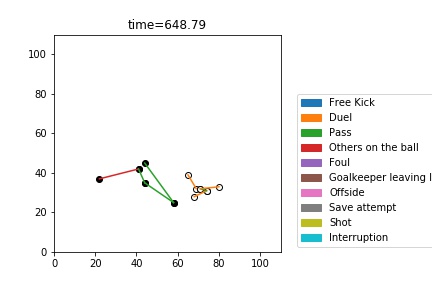 time=648.79
100
80
60
40
20
0
0 20 40 60 80 100
Free Kick
Duel
Pass
Others on the ball
Foul
Goalkeeper leaving l
Offside
Save attempt
Shot
Interruption